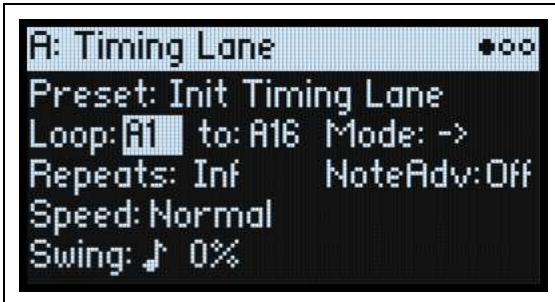 A: Timing Lane
Preset: Init Timing Lane
Loop: A1 to: A16 Mode: ->
Repeats: Inf NoteAdv: Off
Speed: Normal
Swing: ♪ 0%